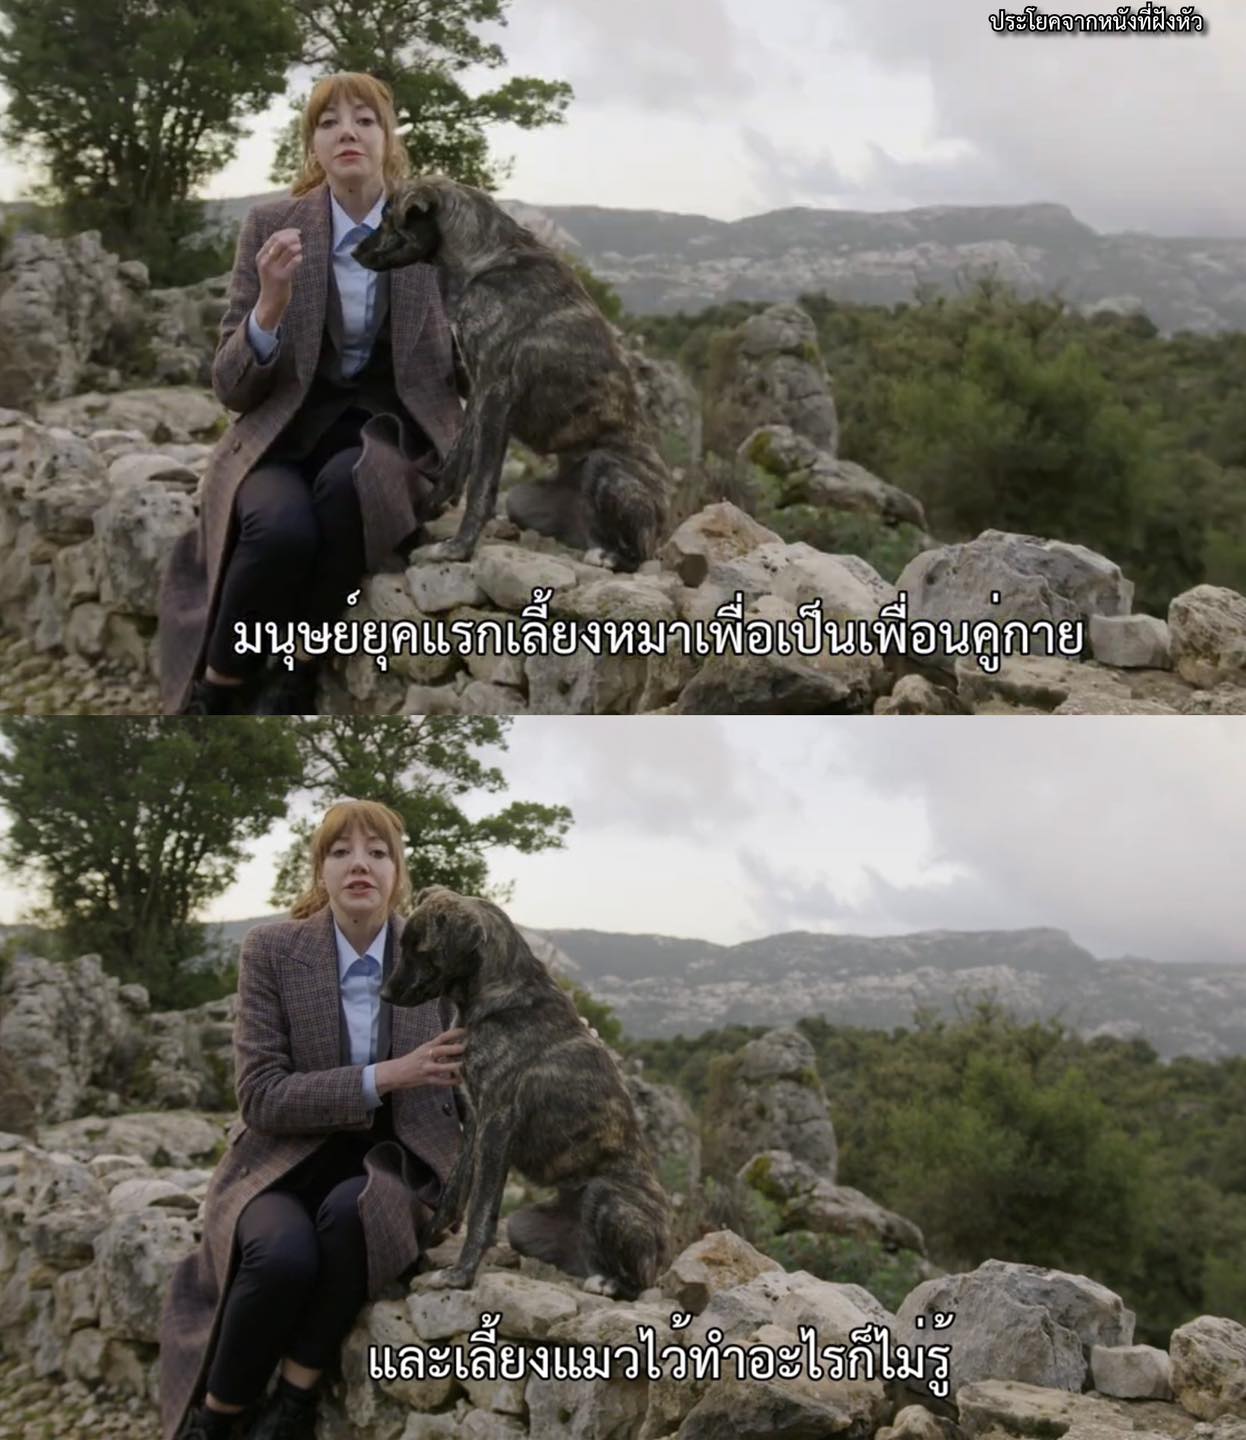 ประโยคจากหนังที่ฝังหัว
มนุษย์ยุคแรกเลี้ยงหมาเพื่อเป็นเพื่อนคู่กาย
และเลี้ยงแมวไว้ทำอะไรก็ไม่รู้